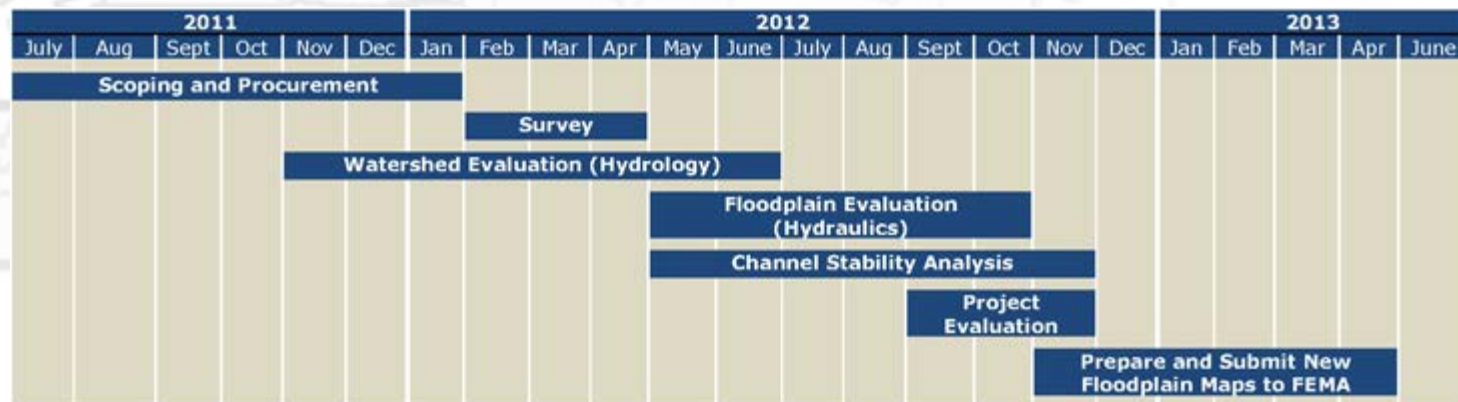 2011 2012 2013
July Aug Sept Oct Nov Dec Jan Feb Mar Apr May June July Aug Sept Oct Nov Dec Jan Feb Mar Apr June
Scoping and Procurement
Survey
Watershed Evaluation (Hydrology)
Floodplain Evaluation
(Hydraulics)
Channel Stability Analysis
Project
Evaluation
Prepare and Submit New
Floodplain Maps to FEMA